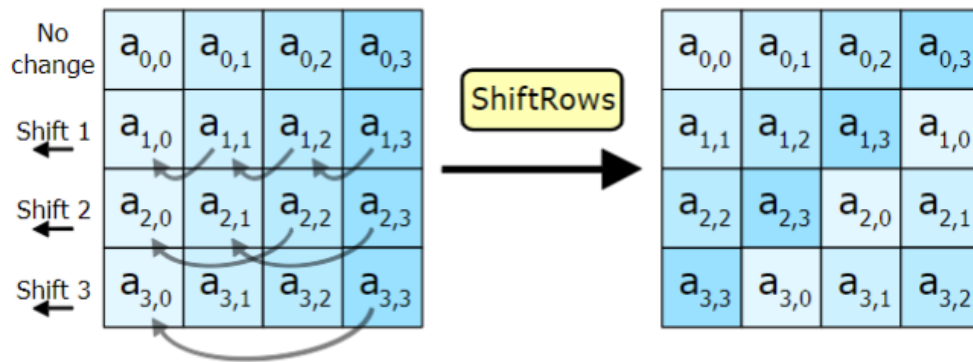 No
change
a0,0 a0,1 a0,2 a0,3
Shift 1
a1,0 a1,1 a1,2 a1,3
Shift 2
a2,0 a2,1 a2,2 a2,3
Shift 3
a3,0 a3,1 a3,2 a3,3
ShiftRows
a0,0 a0,1 a0,2 a0,3
a1,1 a1,2 a1,3 a1,0
a2,2 a2,3 a2,0 a2,1
a3,3 a3,0 a3,1 a3,2